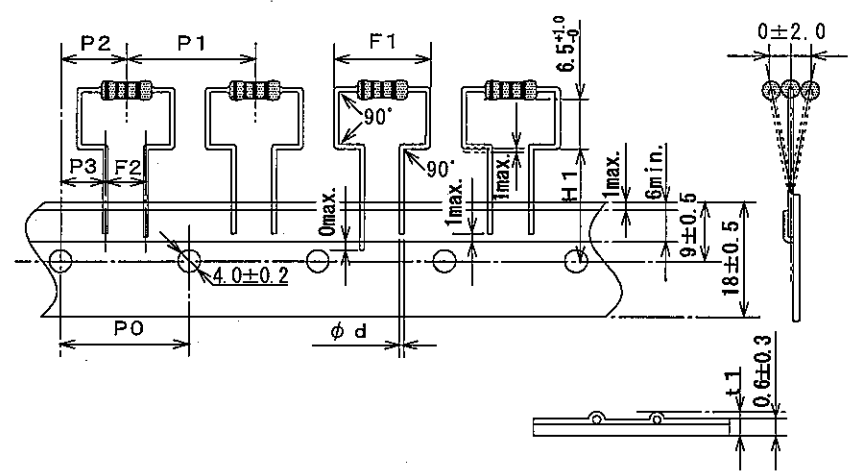 P2
P1
F1
6.5+1.0
-0
0±2.0
90°
90°
P3
F2
0max.
1max.
1max.
H1
1max.
6min.
9±0.5
18±0.5
4.0±0.2
P0
φd
t1
0.6±0.3